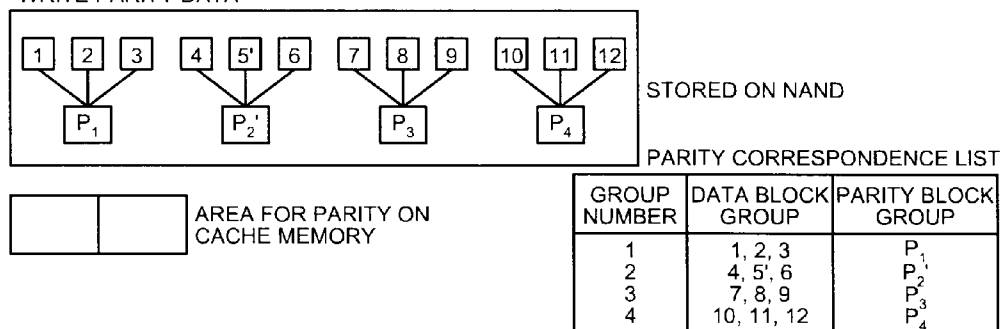 WRITE PARITY DATA
1 2 3 4 5' 6 7 8 9 10 11 12
P1 P2' P3 P4
STORED ON NAND
PARITY CORRESPONDENCE LIST
AREA FOR PARITY ON
CACHE MEMORY
GROUP NUMBER DATA BLOCK GROUP PARITY BLOCK GROUP
1 1, 2, 3 P1
2 4, 5', 6 P2'
3 7, 8, 9 P3
4 10, 11, 12 P4